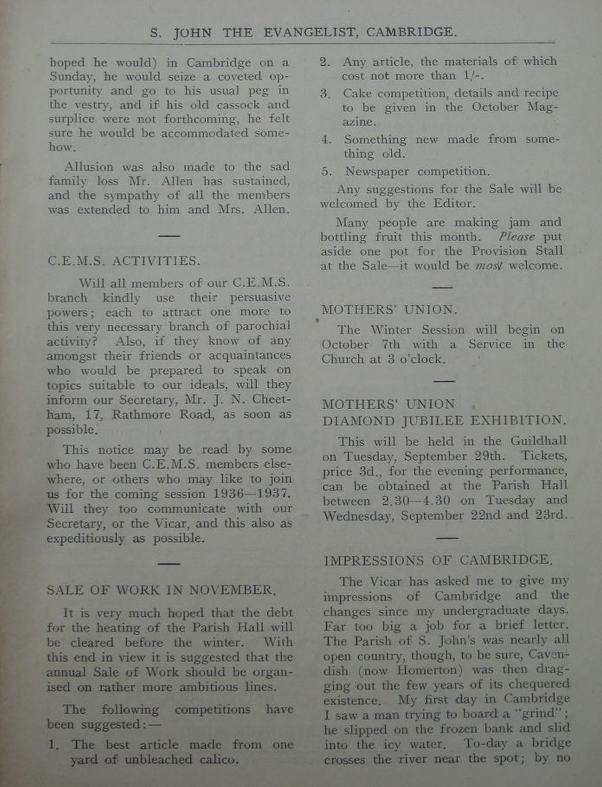 S. JOHN THE EVANGELIST, CAMBRIDGE.
hoped he would) in Cambridge on a
Sunday, he would seize a coveted op-
portunity and go to his usual peg in
the vestry, and if his old cassock and
surplice were not forthcoming, he felt
sure he would be accommodated some-
how.
Allusion was also made to the sad
family loss Mr. Allen has sustained,
and the sympathy of all the members
was extended to him and Mrs. Allen.
C.E.M.S. ACTIVITIES.
Will all members of our C.E.M.S.
branch kindly use their persuasive
powers; each to attract one more to
this very necessary branch of parochial
activity? Also, if they know of any
amongst their friends or acquaintances
who would be prepared to speak on
topics suitable to our ideals, will they
inform our Secretary, Mr. J. N. Cheet-
ham, 17, Rathmore Road, as soon as
possible.
This notice may be read by some
who have been C.E.M.S. members else-
where, or others who may like to join
us for the coming session 1936—1937.
Will they too communicate with our
Secretary, or the Vicar, and this also as
expeditiously as possible.
SALE OF WORK IN NOVEMBER.
It is very much hoped that the debt
for the heating of the Parish Hall will
be cleared before the winter. With
this end in view it is suggested that the
annual Sale of Work should be organ-
ised on rather more ambitious lines.
The following competitions have
been suggested:—
1. The best article made from one
yard of unbleached calico.
2. Any article, the materials of which
cost not more than 1/-.
3. Cake competition, details and recipe
to be given in the October Mag-
azine.
4. Something new made from some-
thing old.
5. Newspaper competition.
Any suggestions for the Sale will be
welcomed by the Editor.
Many people are making jam and
bottling fruit this month. Please put
aside one pot for the Provision Stall
at the Sale—it would be most welcome.
MOTHERS' UNION.
The Winter Session will begin on
October 7th with a Service in the
Church at 3 o'clock.
MOTHERS' UNION
DIAMOND JUBILEE EXHIBITION.
This will be held in the Guildhall
on Tuesday, September 29th. Tickets,
price 3d., for the evening performance,
can be obtained at the Parish Hall
between 2.30—4.30 on Tuesday and
Wednesday, September 22nd and 23rd.
IMPRESSIONS OF CAMBRIDGE.
The Vicar has asked me to give my
impressions of Cambridge and the
changes since my undergraduate days.
Far too big a job for a brief letter.
The Parish of S. John's was nearly all
open country, though, to be sure, Caven-
dish (now Homerton) was then drag-
ging out the few years of its chequered
existence. My first day in Cambridge
I saw a man trying to board a "grind";
he slipped on the frozen bank and slid
into the icy water. To-day a bridge
crosses the river near the spot; by no